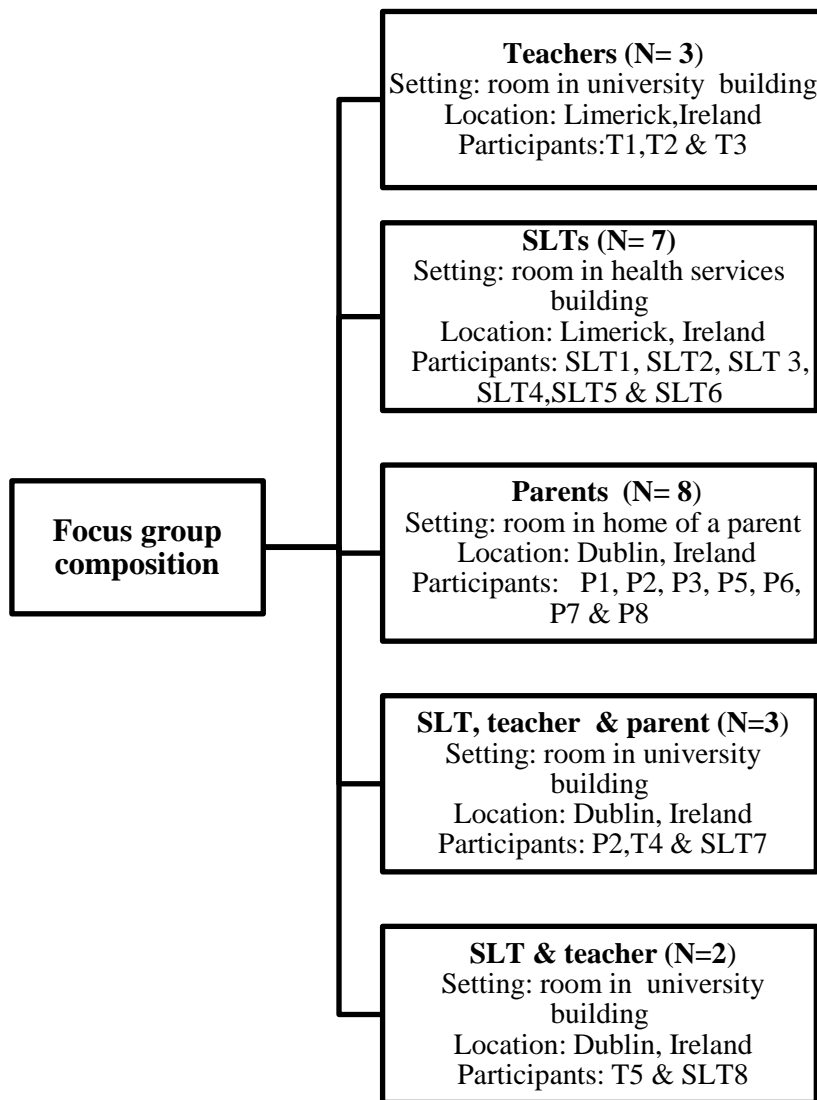 Teachers (N= 3)
Setting: room in university building
Location: Limerick,Ireland
Participants:T1,T2 & T3
SLTs (N= 7)
Setting: room in health services
building
Location: Limerick, Ireland
Participants: SLT1, SLT2, SLT 3,
SLT4,SLT5 & SLT6
Focus group
composition
Parents (N= 8)
Setting: room in home of a parent
Location: Dublin, Ireland
Participants: P1, P2, P3, P5, P6,
P7 & P8
SLT, teacher & parent (N=3)
Setting: room in university
building
Location: Dublin, Ireland
Participants: P2,T4 & SLT7
SLT & teacher (N=2)
Setting: room in university
building
Location: Dublin, Ireland
Participants: T5 & SLT8